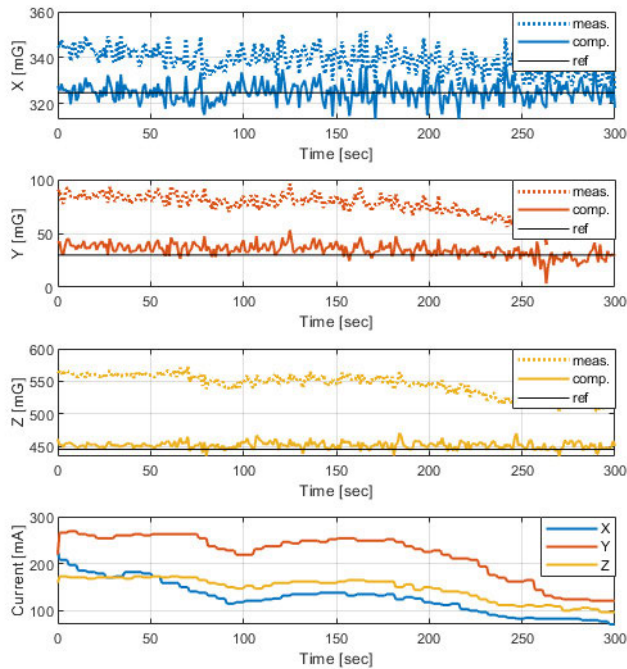 360
340
320
X [mG]
meas.
comp.
ref
0 50 100 150 200 250 300
Time [sec]
100
50
0
Y [mG]
meas.
comp.
ref
0 50 100 150 200 250 300
Time [sec]
600
550
500
450
Z [mG]
meas.
comp.
ref
0 50 100 150 200 250 300
Time [sec]
300
200
100
Current [mA]
X
Y
Z
0 50 100 150 200 250 300
Time [sec]